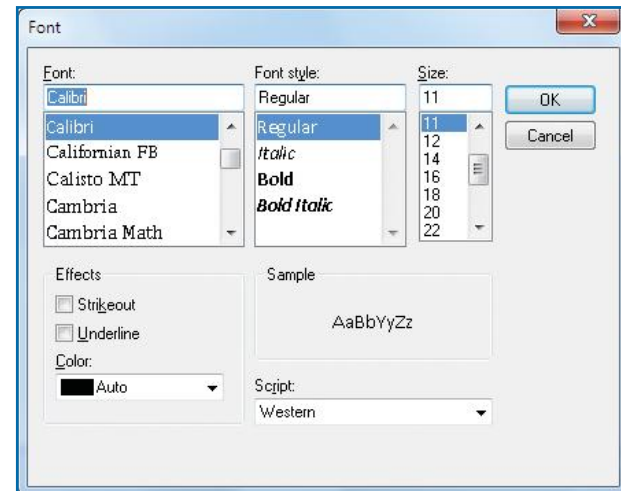 Font
Font:
Calibri
Calibri
Californian FB
Calisto MT
Cambria
Cambria Math
Font style:
Regular
Regular
Italic
Bold
Bold Italic
Size:
11
11
12
14
16
18
20
22
OK
Cancel
Effects
Strikeout
Underline
Color:
Auto
Sample
AaBbYyZz
Script:
Western